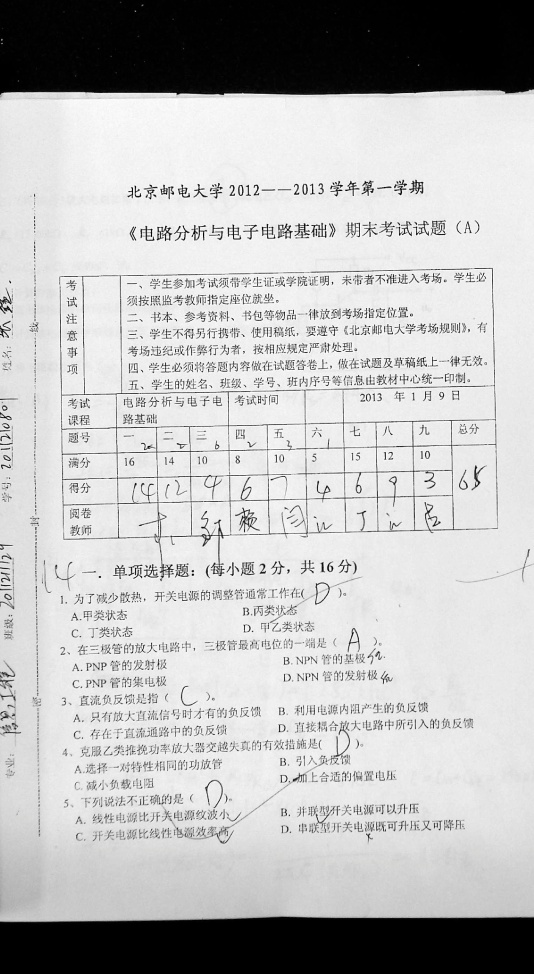 北京邮电大学2012——2013学年第一学期
《电路分析与电子电路基础》期末考试试题（A）
考试注意事项
一、学生参加考试须带学生证或学院证明，未带者不准进入考场。学生必
须按照监考教师指定座位就坐。
二、书本、参考资料、书包等物品一律放到考场指定位置。
三、学生不得另行携带、使用稿纸，要遵守《北京邮电大学考场规则》，有
考场违纪或作弊行为者，按相应规定严肃处理。
四、学生必须将答题内容做在试题答卷上，做在试题及草稿纸上一律无效。
五、学生的姓名、班级、学号、班内序号等信息由教材中心统一印制。
考试课程 电路分析与电子电路基础 考试时间 2013 年 1 月 9 日
题号 一 二 三 四 五 六 七 八 九 总分
满分 16 14 10 8 10 5 15 12 10
得分 14 12 4 6 7 4 6 9 3 65
阅卷教师
14 一．单项选择题：(每小题 2 分，共 16 分)
1. 为了减少散热，开关电源的调整管通常工作在( D )。
A.甲类状态 B.丙类状态
C. 丁类状态 D. 甲乙类状态
2、在三极管的放大电路中，三极管最高电位的一端是（ A ）。
A. PNP 管的发射极 B. NPN 管的基极
C. PNP 管的集电极 D. NPN 管的发射极
3、直流负反馈是指（ C ）。
A. 只有放大直流信号时才有的负反馈 B. 利用电源内阻产生的负反馈
C. 存在于直流通路中的负反馈 D. 直接耦合放大电路中所引入的负反馈
4、克服乙类推挽功率放大器交越失真的有效措施是( D )。
A.选择一对特性相同的功放管 B. 引入负反馈
C. 减小负载电阻 D. 加上合适的偏置电压
5、下列说法不正确的是（ D ）。
A. 线性电源比开关电源纹波小 B. 并联型开关电源可以升压
C. 开关电源比线性电源效率高 D. 串联型开关电源既可升压又可降压
线
封
密
姓名：
学号：
班级：
专业：